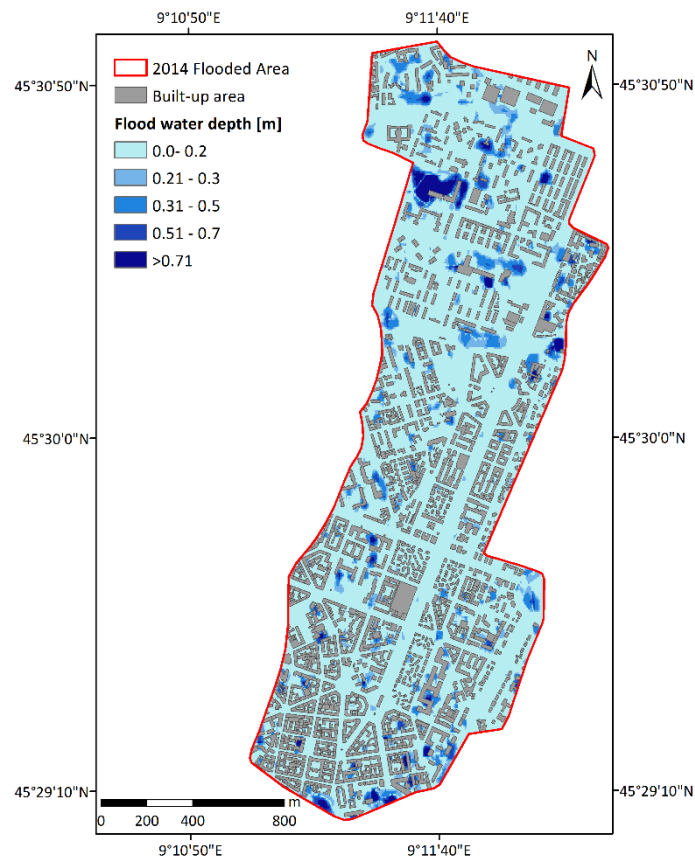 9°10'50"E 9°11'40"E
45°30'50"N 45°30'50"N
N
2014 Flooded Area
Built-up area
Flood water depth [m]
0.0- 0.2
0.21 - 0.3
0.31 - 0.5
0.51 - 0.7
>0.71
45°30'0"N 45°30'0"N
45°29'10"N 45°29'10"N
m
0 200 400 800
9°10'50"E 9°11'40"E